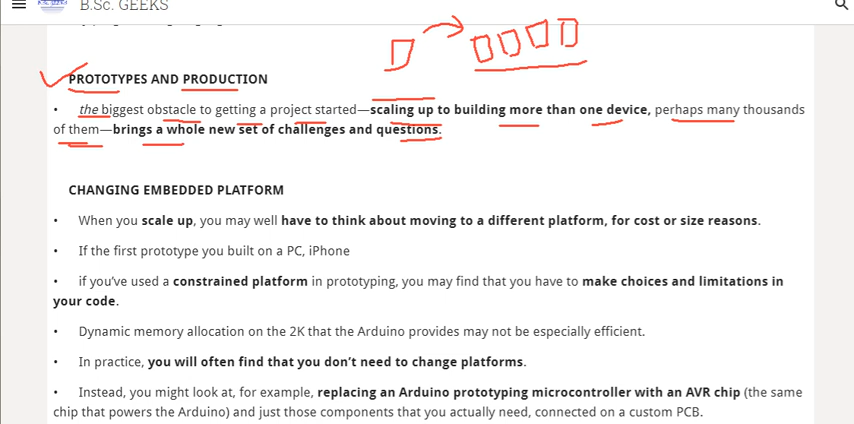 B.Sc. GEEKS
PROTOTYPES AND PRODUCTION
• the biggest obstacle to getting a project started—scaling up to building more than one device, perhaps many thousands
of them—brings a whole new set of challenges and questions.
CHANGING EMBEDDED PLATFORM
• When you scale up, you may well have to think about moving to a different platform, for cost or size reasons.
• If the first prototype you built on a PC, iPhone
• if you’ve used a constrained platform in prototyping, you may find that you have to make choices and limitations in
your code.
• Dynamic memory allocation on the 2K that the Arduino provides may not be especially efficient.
• In practice, you will often find that you don’t need to change platforms.
• Instead, you might look at, for example, replacing an Arduino prototyping microcontroller with an AVR chip (the same
chip that powers the Arduino) and just those components that you actually need, connected on a custom PCB.